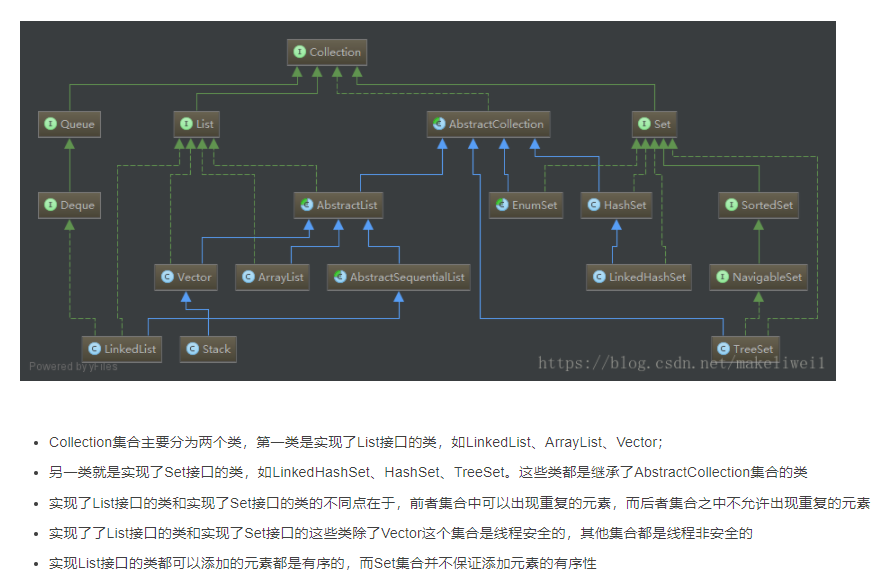 Collection
Queue
List
AbstractCollection
Set
Deque
AbstractList
EnumSet
HashSet
SortedSet
Vector
ArrayList
AbstractSequentialList
LinkedHashSet
NavigableSet
LinkedList
Stack
TreeSet
Powered by yFiles
https://blog.csdn.net/makeliwei1
Collection集合主要分为两个类，第一类是实现了List接口的类，如LinkedList、ArrayList、Vector；
另一类就是实现了Set接口的类，如LinkedHashSet、HashSet、TreeSet。这些类都是继承了AbstractCollection集合的类
实现了List接口的类和实现了Set接口的类的不同点在于，前者集合中可以出现重复的元素，而后者集合之中不允许出现重复的元素
实现了了List接口的类和实现了Set接口的这些类除了Vector这个集合是线程安全的，其他集合都是线程非安全的
实现List接口的类都可以添加的元素都是有序的，而Set集合并不保证添加元素的有序性